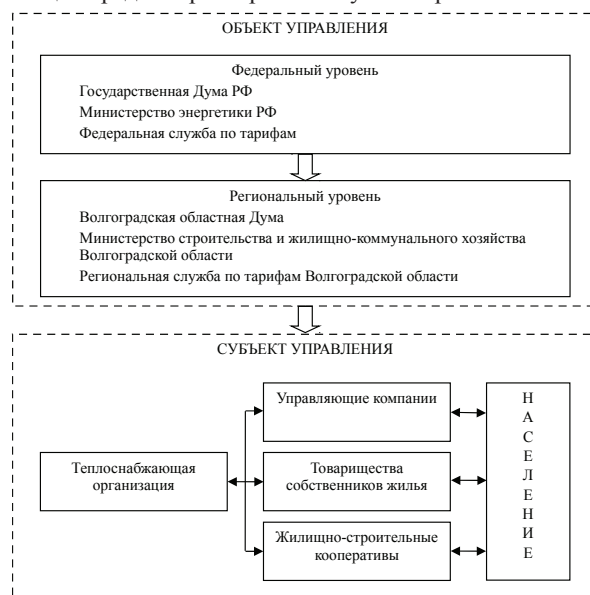 ОБЪЕКТ УПРАВЛЕНИЯ
Федеральный уровень
Государственная Дума РФ
Министерство энергетики РФ
Федеральная служба по тарифам
Региональный уровень
Волгоградская областная Дума
Министерство строительства и жилищно-коммунального хозяйства
Волгоградской области
Региональная служба по тарифам Волгоградской области
СУБЪЕКТ УПРАВЛЕНИЯ
Теплоснабжающая
организация
Управляющие компании
Товарищества
собственников жилья
Жилищно-строительные
кооперативы
Н
А
С
Е
Л
Е
Н
И
Е